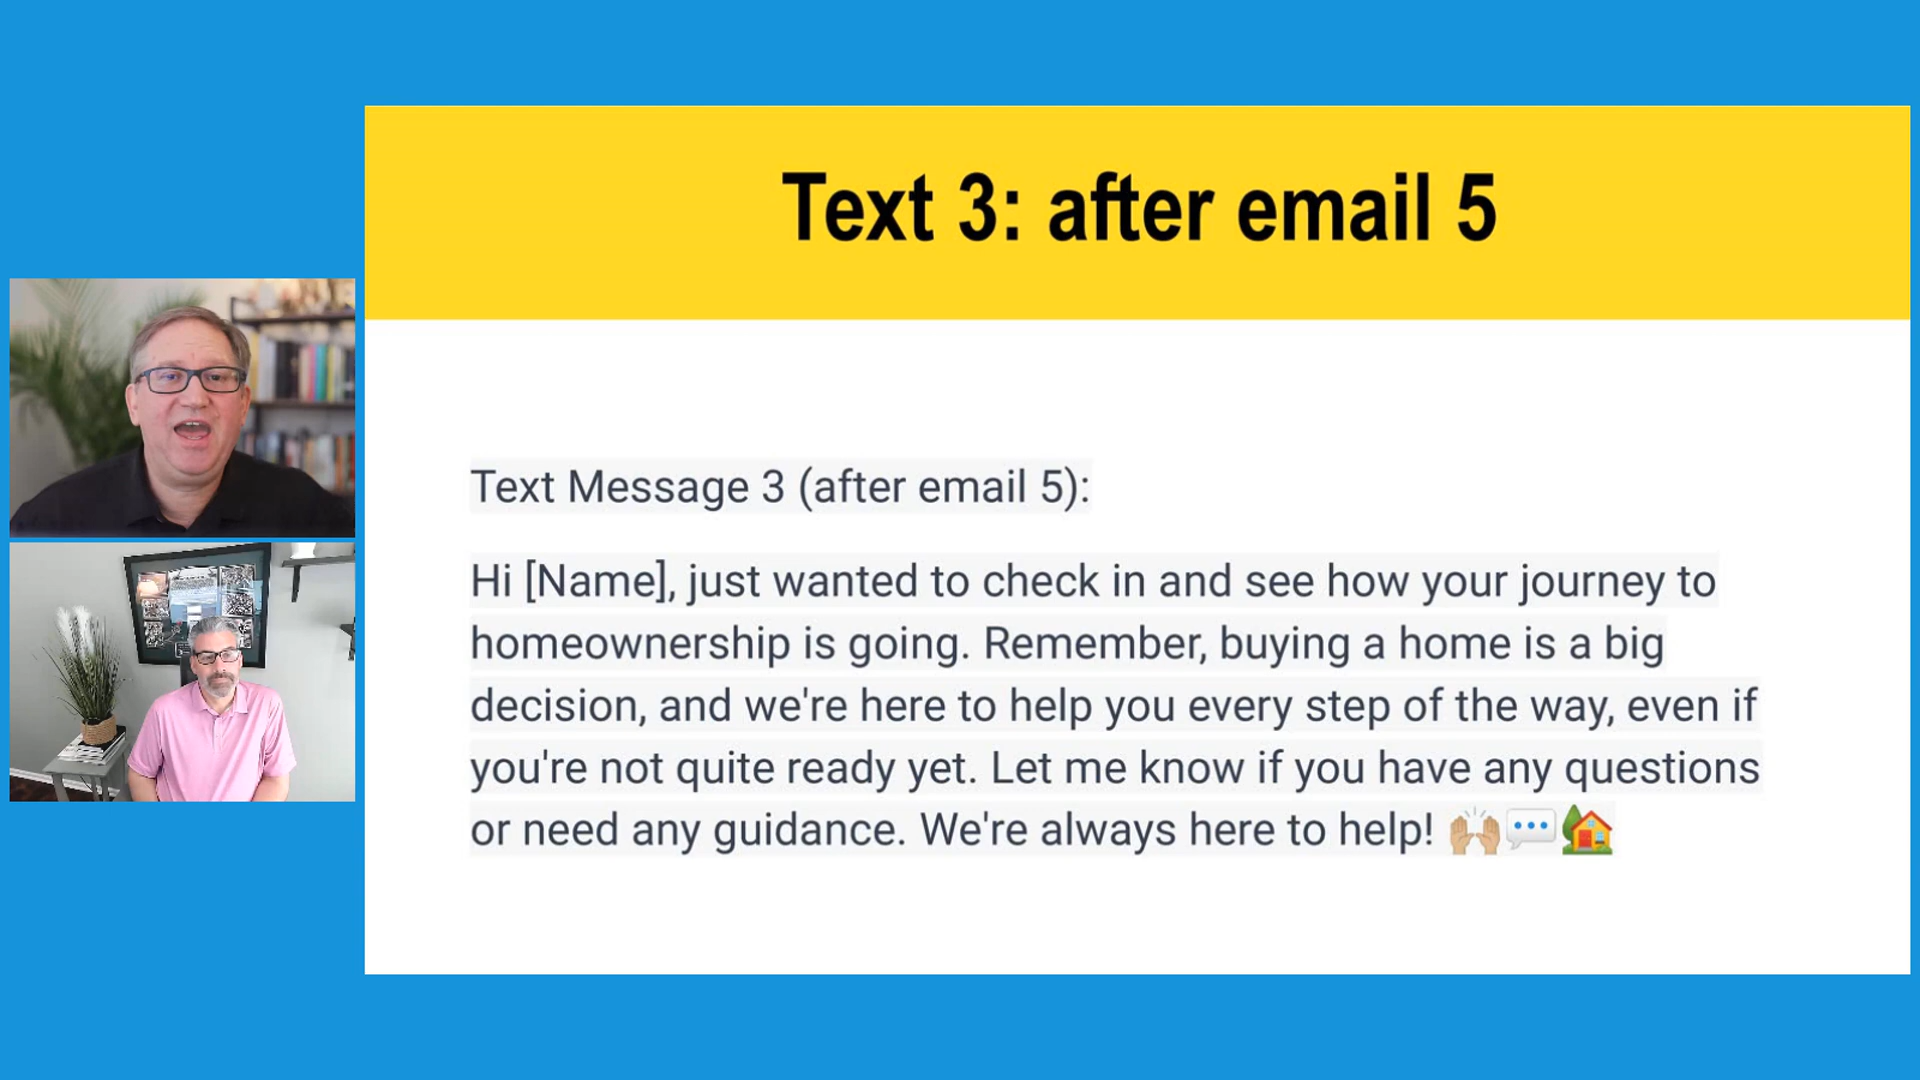 Text 3: after email 5
Text Message 3 (after email 5):
Hi [Name], just wanted to check in and see how your journey to
homeownership is going. Remember, buying a home is a big
decision, and we're here to help you every step of the way, even if
you're not quite ready yet. Let me know if you have any questions
or need any guidance. We're always here to help! 🙌🏼💬🏡